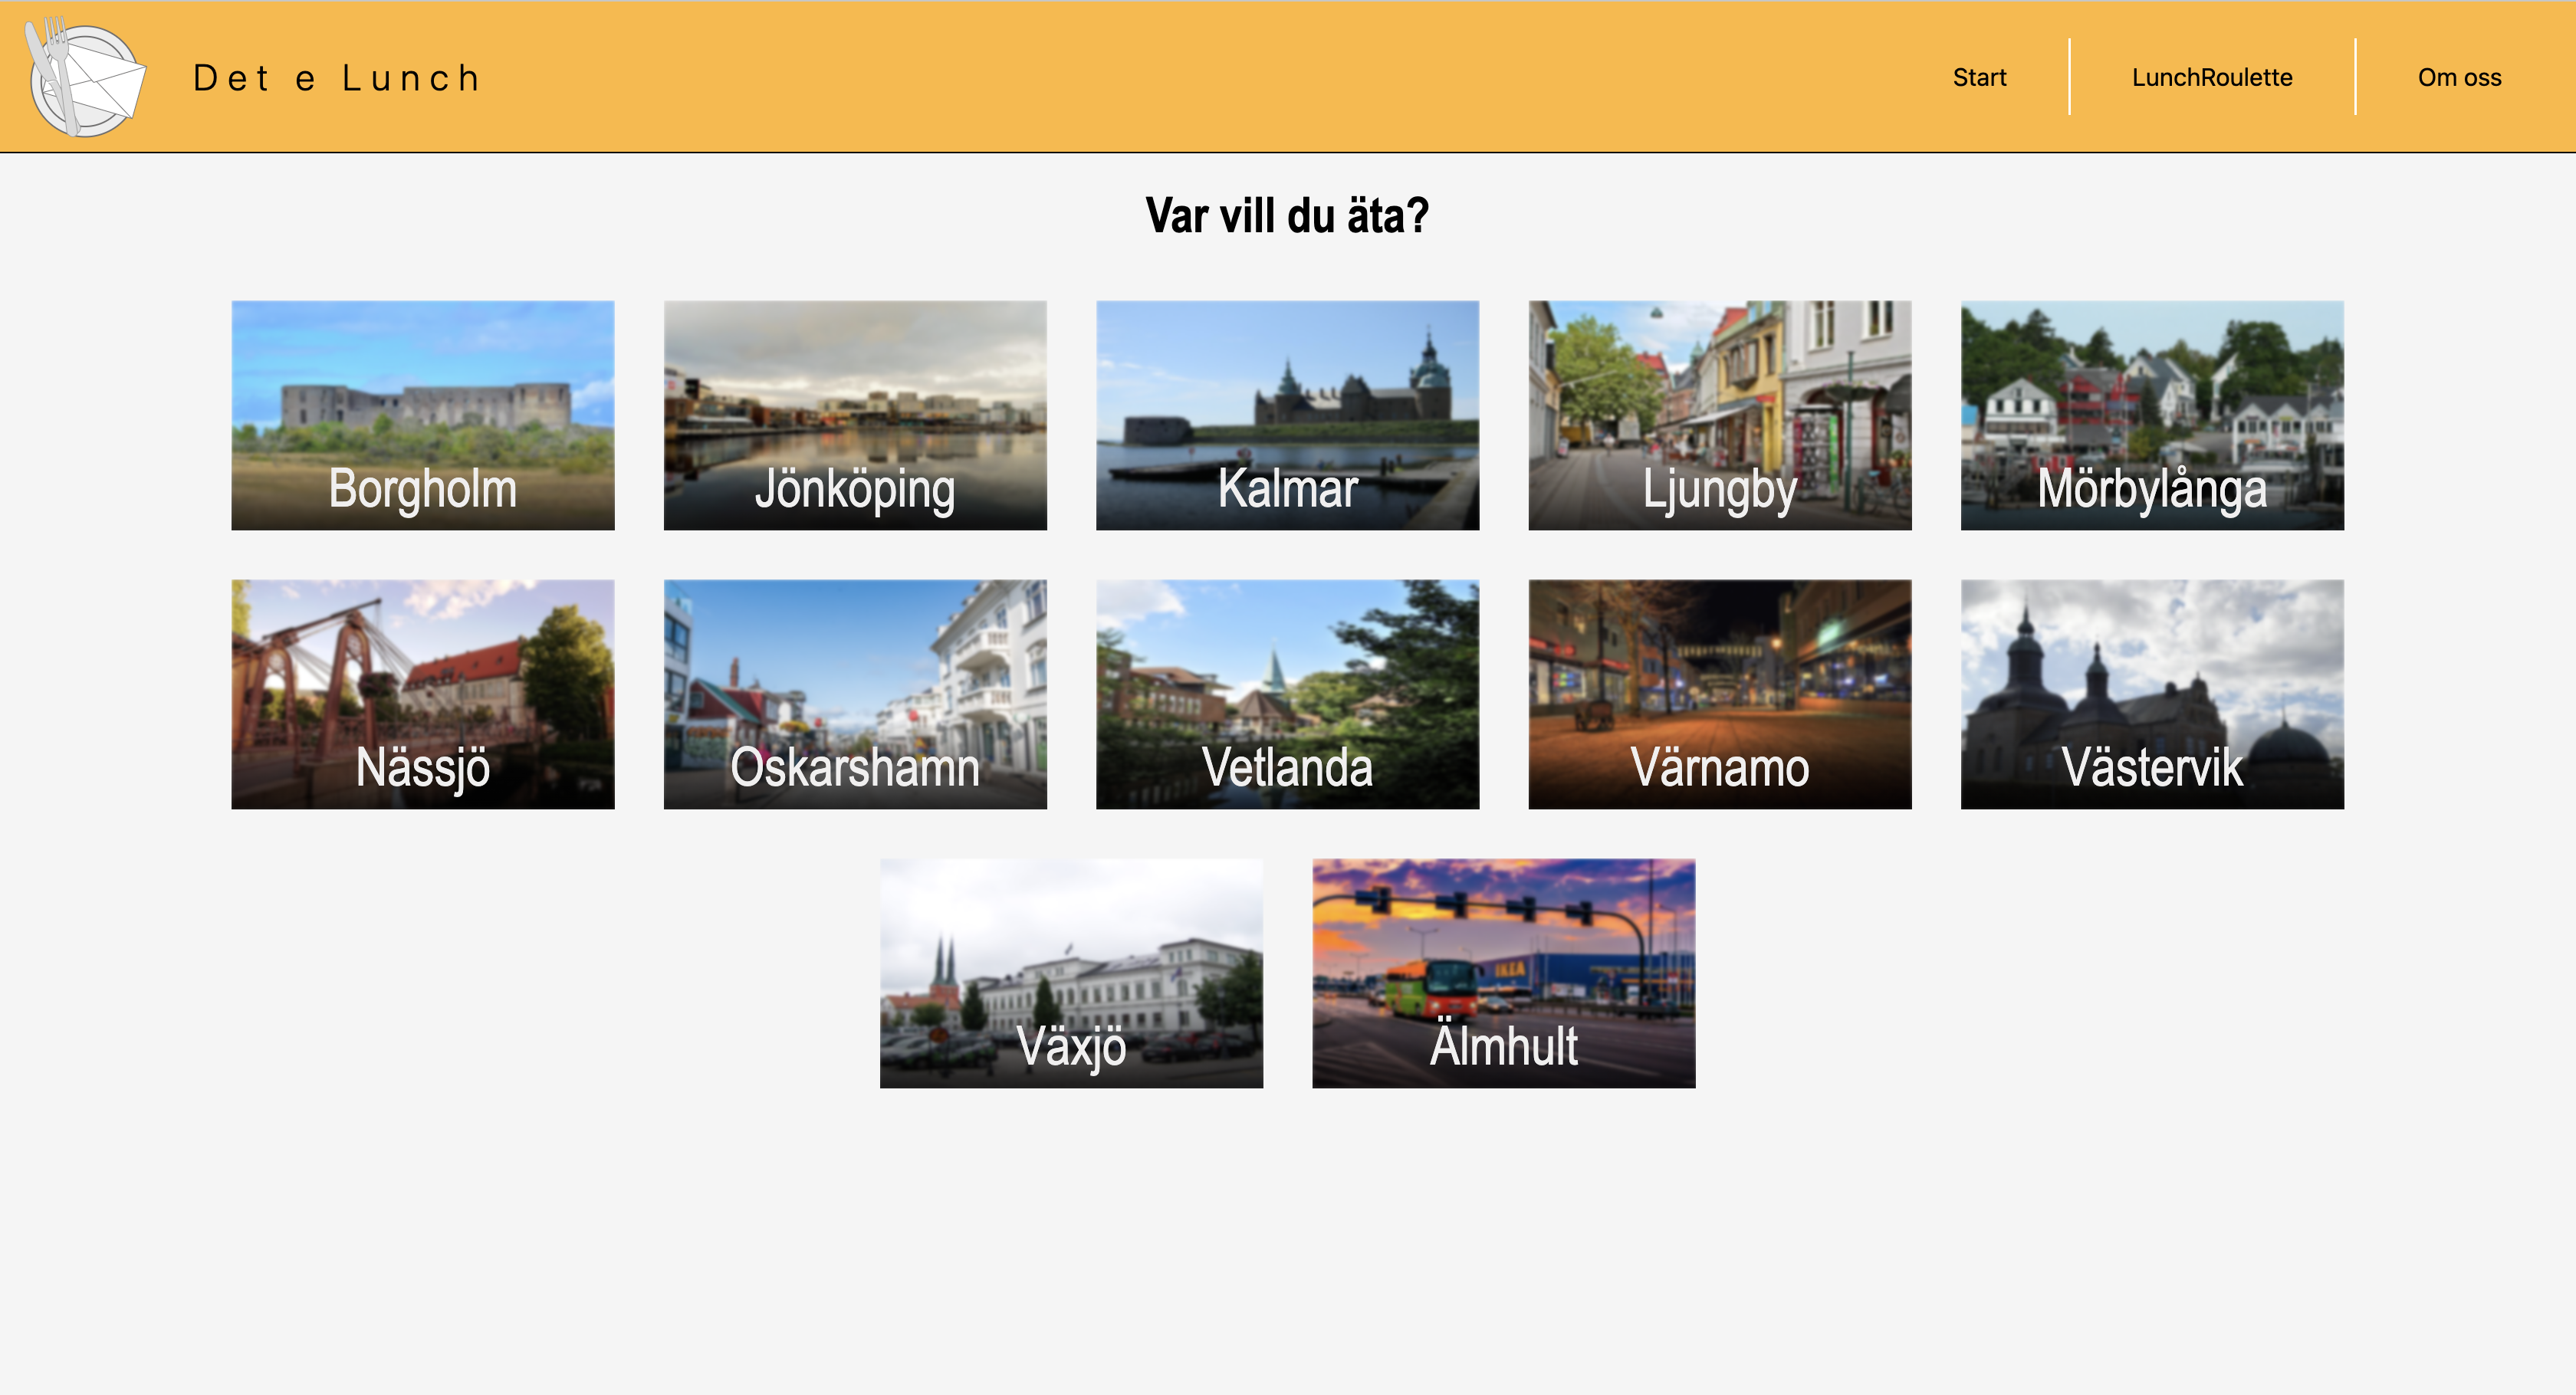 Det e Lunch
Start
LunchRoulette
Om oss
Var vill du äta?
Borgholm
Jönköping
Kalmar
Ljungby
Mörbylånga
Nässjö
Oskarshamn
Vetlanda
Värnamo
Västervik
IKEA
Växjö
Älmhult